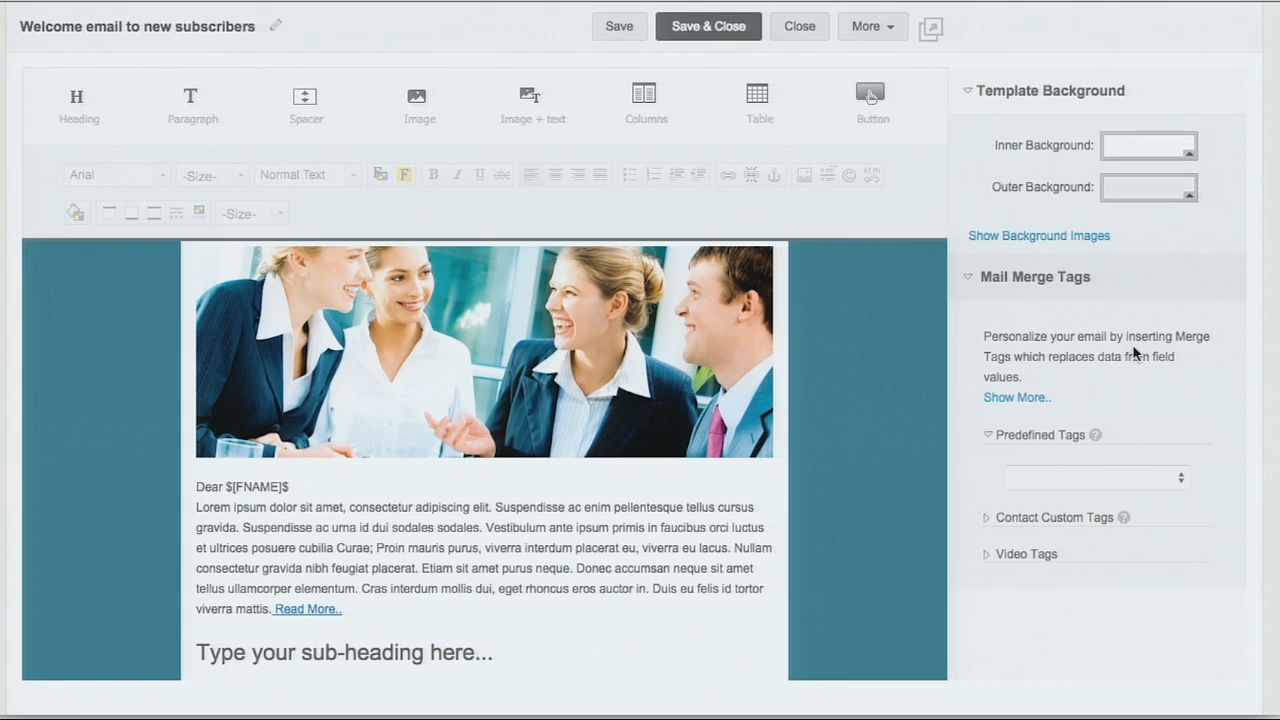 Welcome email to new subscribers
Save
Save & Close
Close
More
H
T
Heading
Paragraph
Spacer
Image
Image + text
Columns
Table
Button
Arial
-Size-
Normal Text
F
B
I
U
abc
-Size-
Template Background
Inner Background:
Outer Background:
Show Background Images
Mail Merge Tags
Personalize your email by inserting Merge
Tags which replaces data from field
values.
Show More..
Predefined Tags ?
Contact Custom Tags ?
Video Tags
Dear $[FNAME]$
Lorem ipsum dolor sit amet, consectetur adipiscing elit. Suspendisse ac enim pellentesque tellus cursus
gravida. Suspendisse ac urna id dui sodales sodales. Vestibulum ante ipsum primis in faucibus orci luctus
et ultrices posuere cubilia Curae; Proin mauris purus, viverra interdum placerat eu, viverra eu lacus. Nullam
consectetur gravida nibh feugiat placerat. Etiam sit amet purus neque. Donec accumsan neque sit amet
tellus ullamcorper elementum. Cras interdum mollis dui, eget rhoncus eros auctor in. Duis eu felis id tortor
viverra mattis. Read More..
Type your sub-heading here...